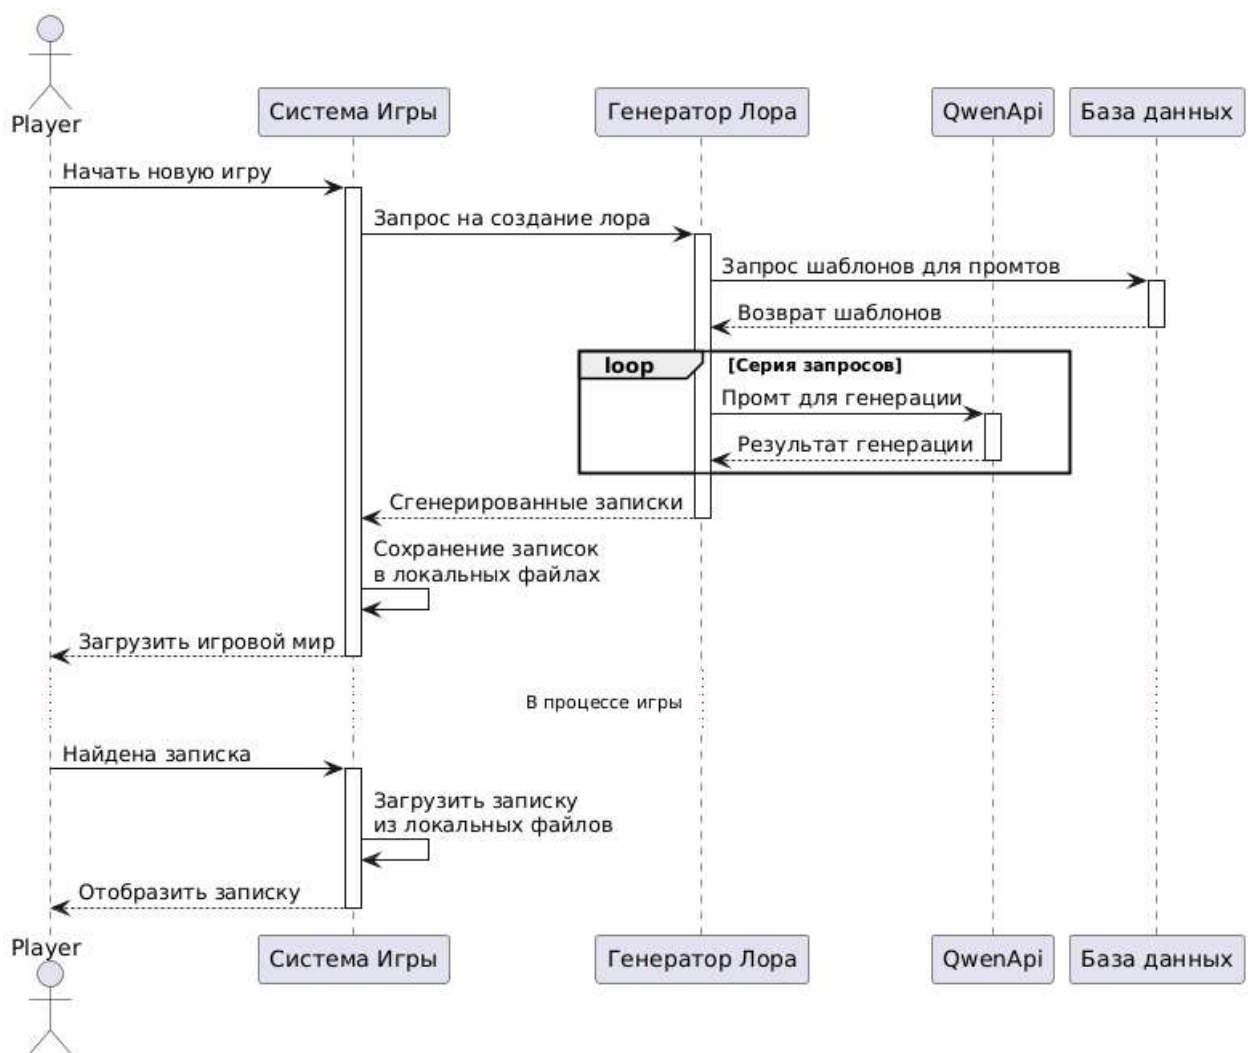 Player
Система Игры
Генератор Лора
QwenApi
База данных
Начать новую игру
Запрос на создание лора
Запрос шаблонов для промтов
Возврат шаблонов
loop
[Серия запросов]
Промт для генерации
Результат генерации
Сгенерированные записки
Сохранение записок
в локальных файлах
Загрузить игровой мир
В процессе игры
Найдена записка
Загрузить записку
из локальных файлов
Отобразить записку
Player
Система Игры
Генератор Лора
QwenApi
База данных